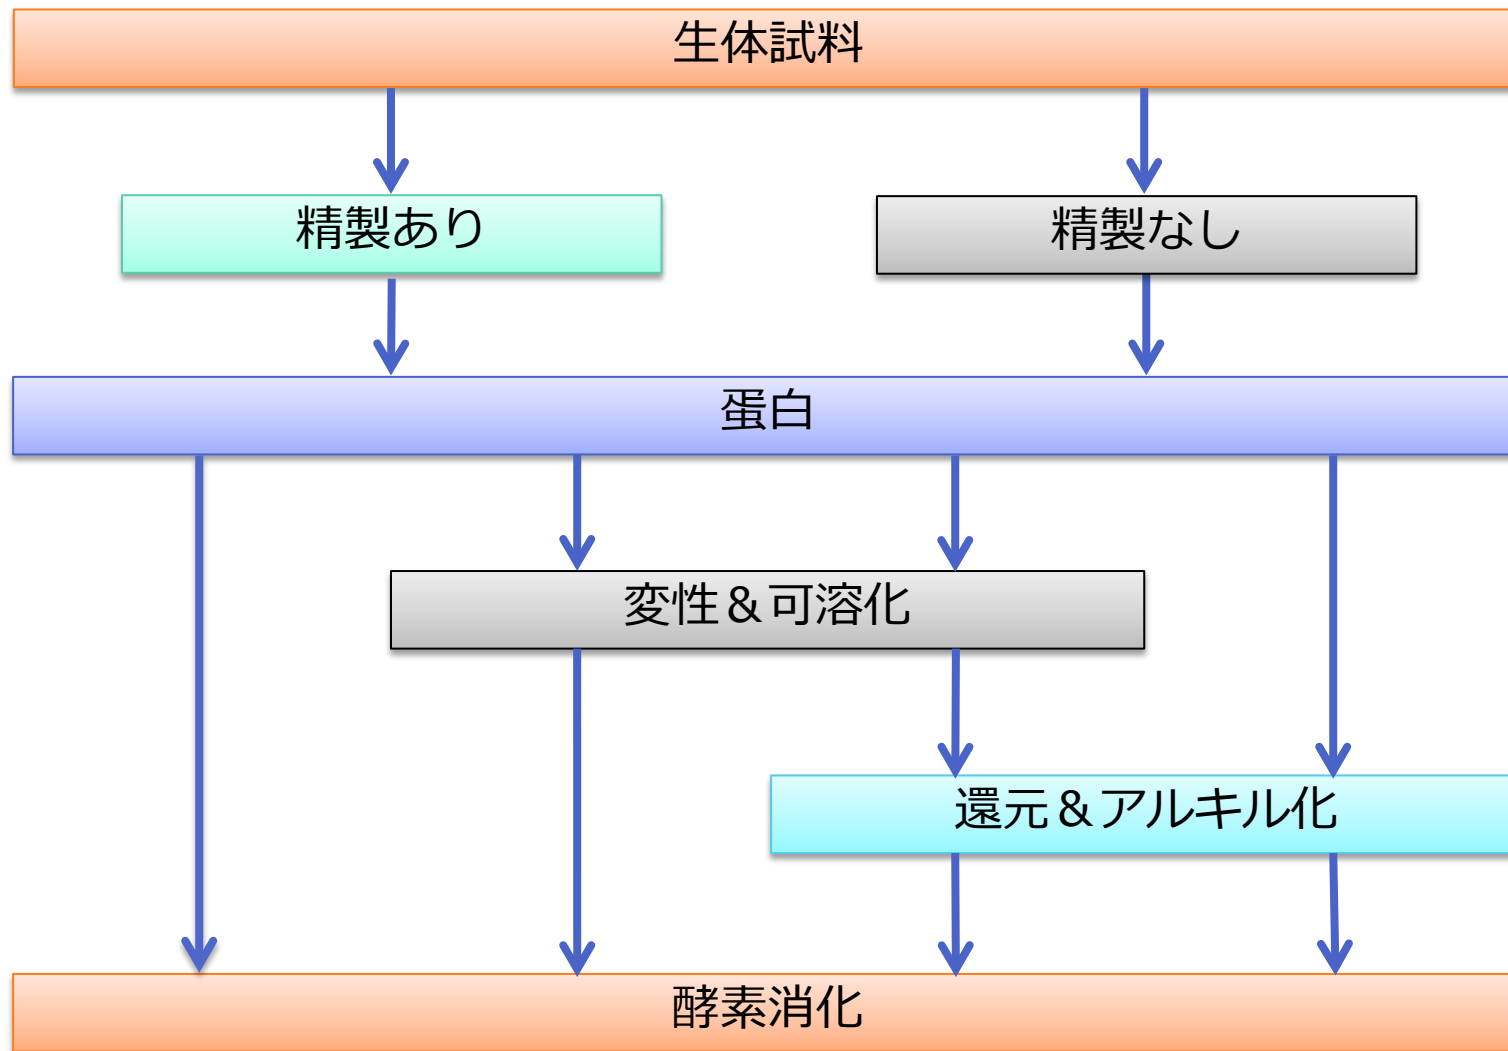 生体試料
精製あり
精製なし
蛋白
変性＆可溶化
還元＆アルキル化
酵素消化